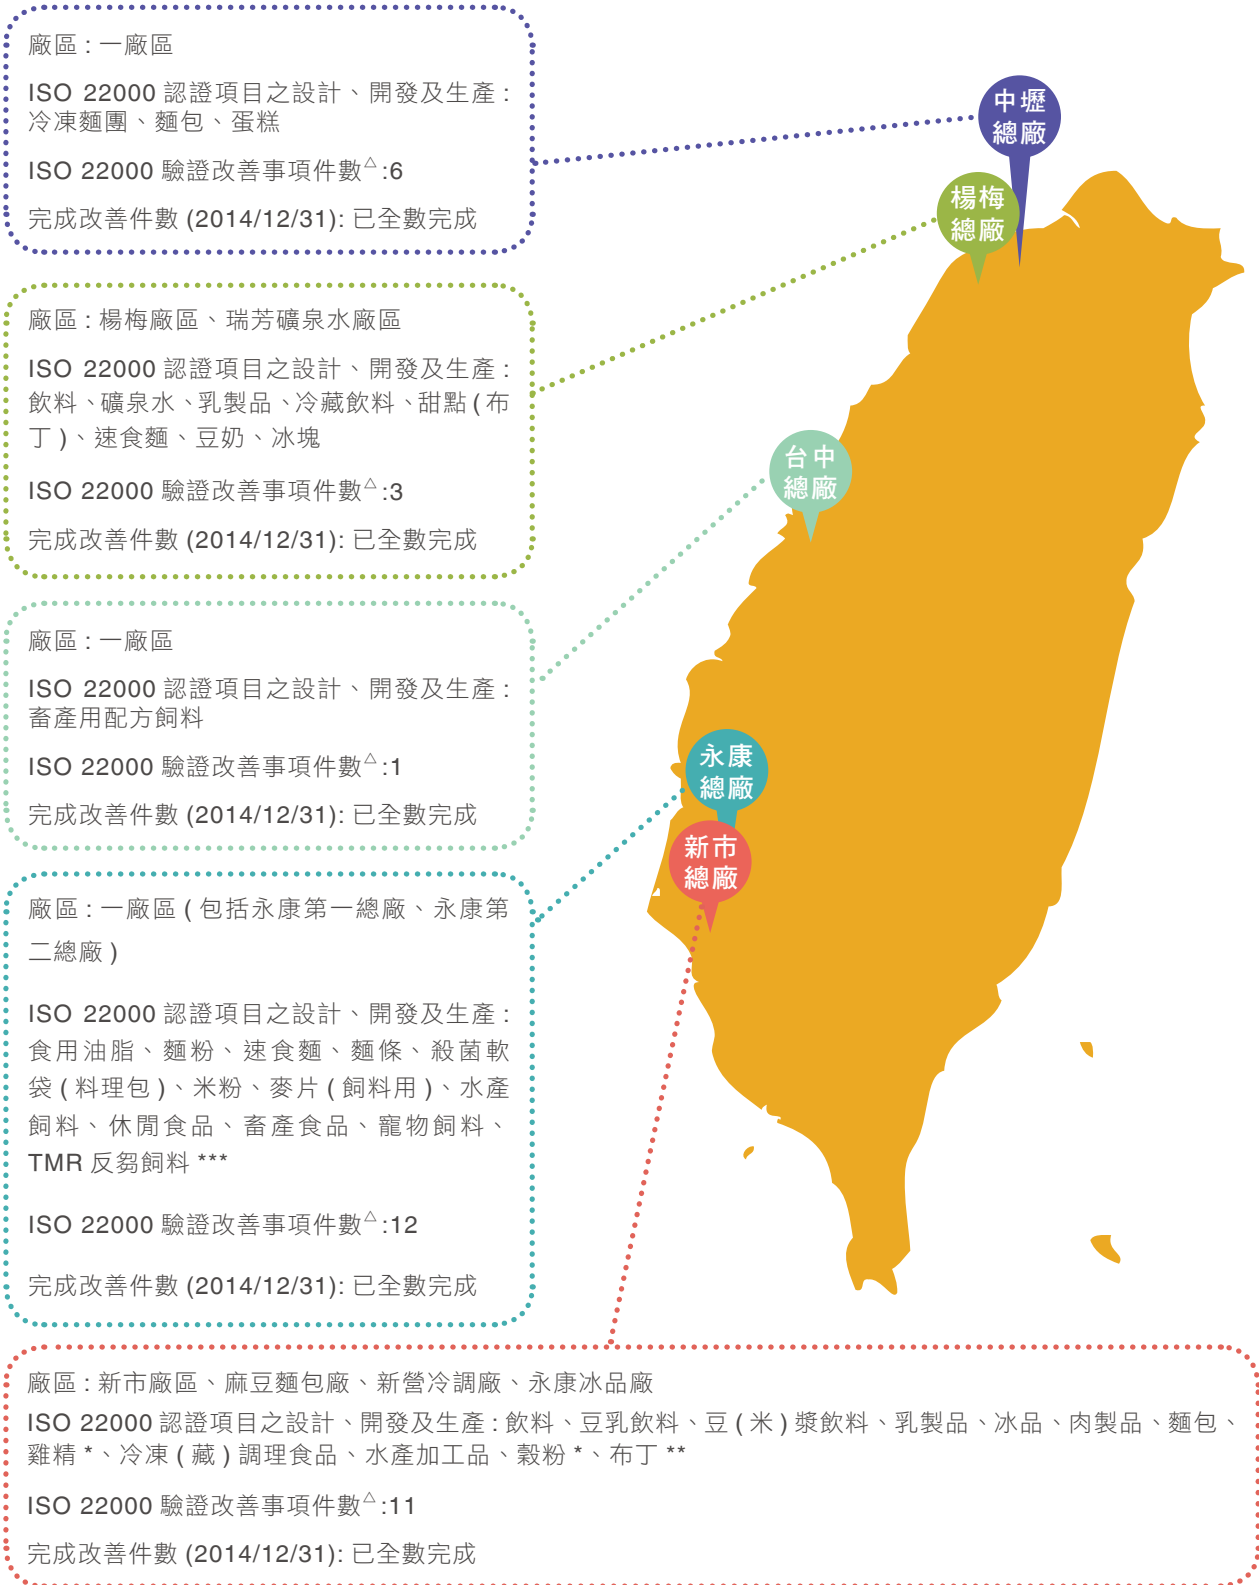 廠區 : 一廠區
ISO 22000 認證項目之設計、開發及生產 :
冷凍麵團、麵包、蛋糕
ISO 22000 驗證改善事項件數△ :6
完成改善件數 (2014/12/31): 已全數完成
中壢
總廠
楊梅
總廠
廠區 : 楊梅廠區、瑞芳礦泉水廠區
ISO 22000 認證項目之設計、開發及生產 :
飲料、礦泉水、乳製品、冷藏飲料、甜點 ( 布
丁 )、速食麵、豆奶、冰塊
ISO 22000 驗證改善事項件數△ :3
完成改善件數 (2014/12/31): 已全數完成
台中
總廠
廠區 : 一廠區
ISO 22000 認證項目之設計、開發及生產 :
畜產用配方飼料
ISO 22000 驗證改善事項件數△ :1
完成改善件數 (2014/12/31): 已全數完成
永康
總廠
新市
總廠
廠區 : 一廠區 ( 包括永康第一總廠、永康第
二總廠 )
ISO 22000 認證項目之設計、開發及生產 :
食用油脂、麵粉、速食麵、麵條、殺菌軟
袋 ( 料理包 )、米粉、麥片 ( 飼料用 )、水產
飼料、休閒食品、畜產食品、寵物飼料、
TMR 反芻飼料 ***
ISO 22000 驗證改善事項件數△ :12
完成改善件數 (2014/12/31): 已全數完成
廠區 : 新市廠區、麻豆麵包廠、新營冷調廠、永康冰品廠
ISO 22000 認證項目之設計、開發及生產 : 飲料、豆乳飲料、豆 ( 米 ) 漿飲料、乳製品、冰品、肉製品、麵包、
雞精 *、冷凍 ( 藏 ) 調理食品、水產加工品、穀粉 *、布丁 **
ISO 22000 驗證改善事項件數△ :11
完成改善件數 (2014/12/31): 已全數完成